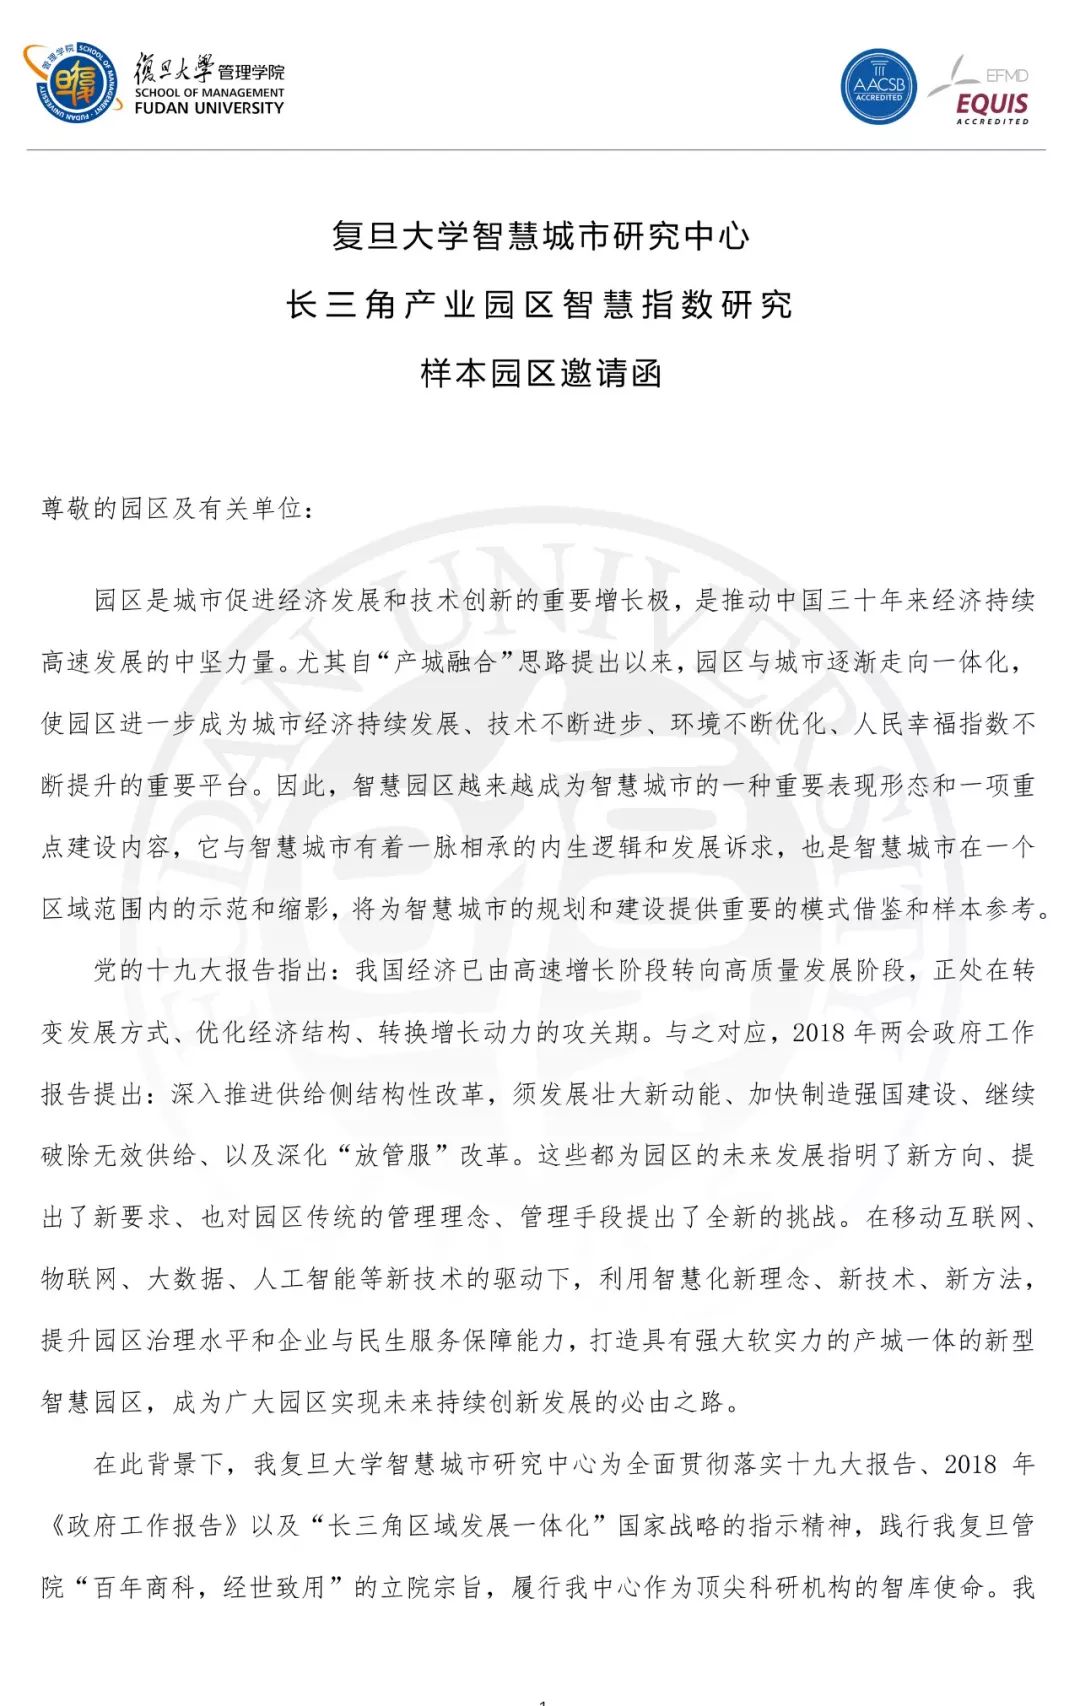 復旦大學管理学院
SCHOOL OF MANAGEMENT
FUDAN UNIVERSITY
AACSB
ACCREDITED
EFMD
EQUIS
ACCREDITED
复旦大学智慧城市研究中心
长三角产业园区智慧指数研究
样本园区邀请函
尊敬的园区及有关单位：
园区是城市促进经济发展和技术创新的重要增长极，是推动中国三十年来经济持续
高速发展的中坚力量。尤其自“产城融合”思路提出以来，园区与城市逐渐走向一体化，
使园区进一步成为城市经济持续发展、技术不断进步、环境不断优化、人民幸福指数不
断提升的重要平台。因此，智慧园区越来越成为智慧城市的一种重要表现形态和一项重
点建设内容，它与智慧城市有着一脉相承的内生逻辑和发展诉求，也是智慧城市在一个
区域范围内的示范和缩影，将为智慧城市的规划和建设提供重要的模式借鉴和样本参考。
党的十九大报告指出：我国经济已由高速增长阶段转向高质量发展阶段，正处在转
变发展方式、优化经济结构、转换增长动力的攻关期。与之对应，2018 年两会政府工作
报告提出：深入推进供给侧结构性改革，须发展壮大新动能、加快制造强国建设、继续
破除无效供给、以及深化“放管服”改革。这些都为园区的未来发展指明了新方向、提
出了新要求、也对园区传统的管理理念、管理手段提出了全新的挑战。在移动互联网、
物联网、大数据、人工智能等新技术的驱动下，利用智慧化新理念、新技术、新方法，
提升园区治理水平和企业与民生服务保障能力，打造具有强大软实力的产城一体的新型
智慧园区，成为广大园区实现未来持续创新发展的必由之路。
在此背景下，我复旦大学智慧城市研究中心为全面贯彻落实十九大报告、2018 年
《政府工作报告》以及“长三角区域发展一体化”国家战略的指示精神，践行我复旦管
院“百年商科，经世致用”的立院宗旨，履行我中心作为顶尖科研机构的智库使命。我